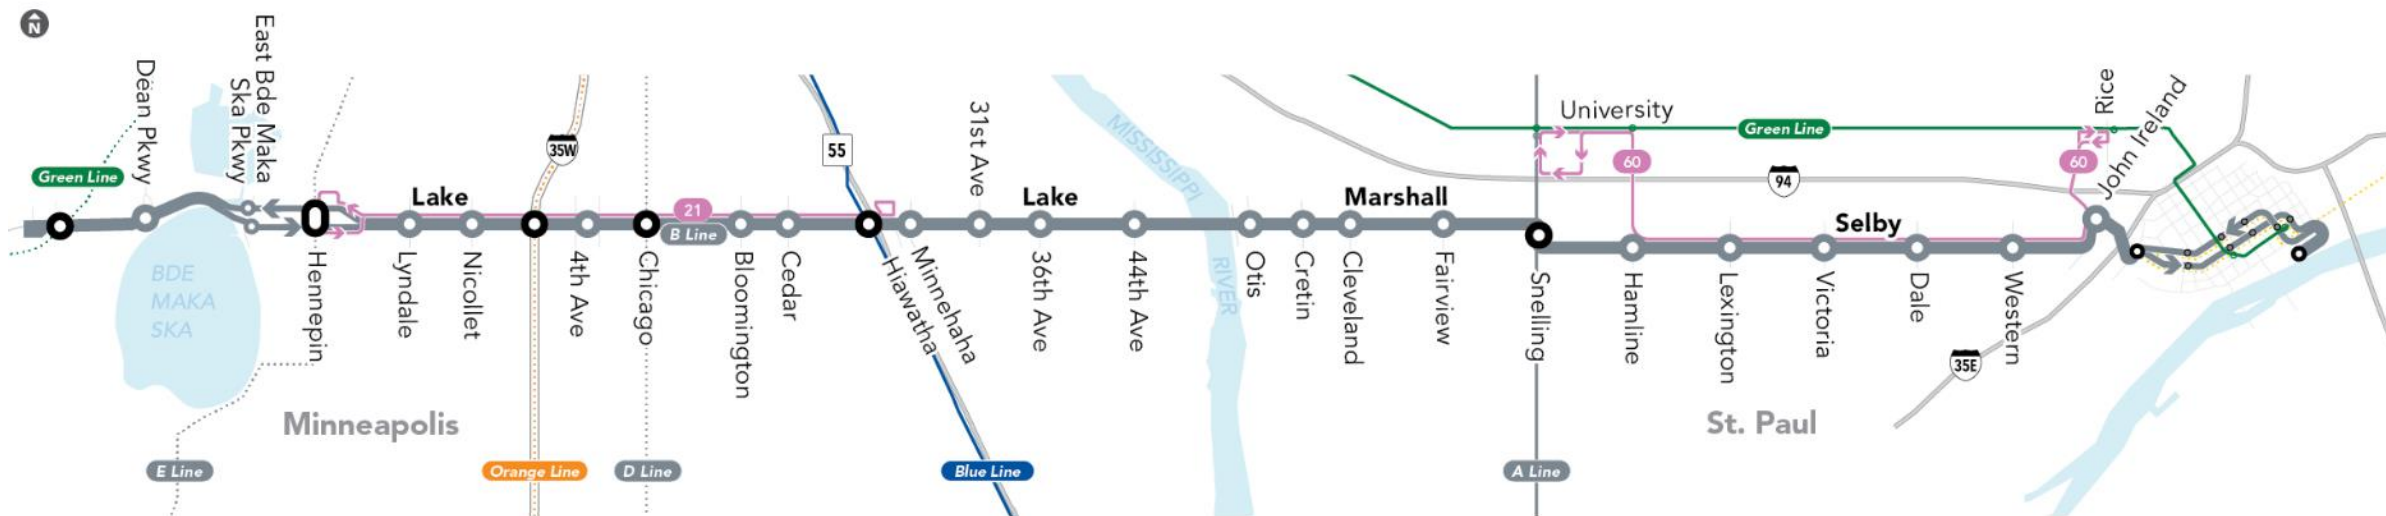 N
Dean Pkwy
East Bde Maka
Ska Pkwy
Green Line
BDE
MAKA
SKA
Hennepin
Lake
Lyndale
Nicollet
35W
4th Ave
21
B Line
Chicago
Bloomington
Cedar
55
Hiawatha
Minnehaha
31st Ave
Lake
36th Ave
44th Ave
MISSISSIPPI
RIVER
Otis
Cretin
Cleveland
Marshall
Fairview
Snelling
University
Green Line
60
94
60
Rice
John Ireland
Selby
Hamline
Lexington
Victoria
Dale
Western
35E
Minneapolis
St. Paul
E Line
Orange Line
D Line
Blue Line
A Line